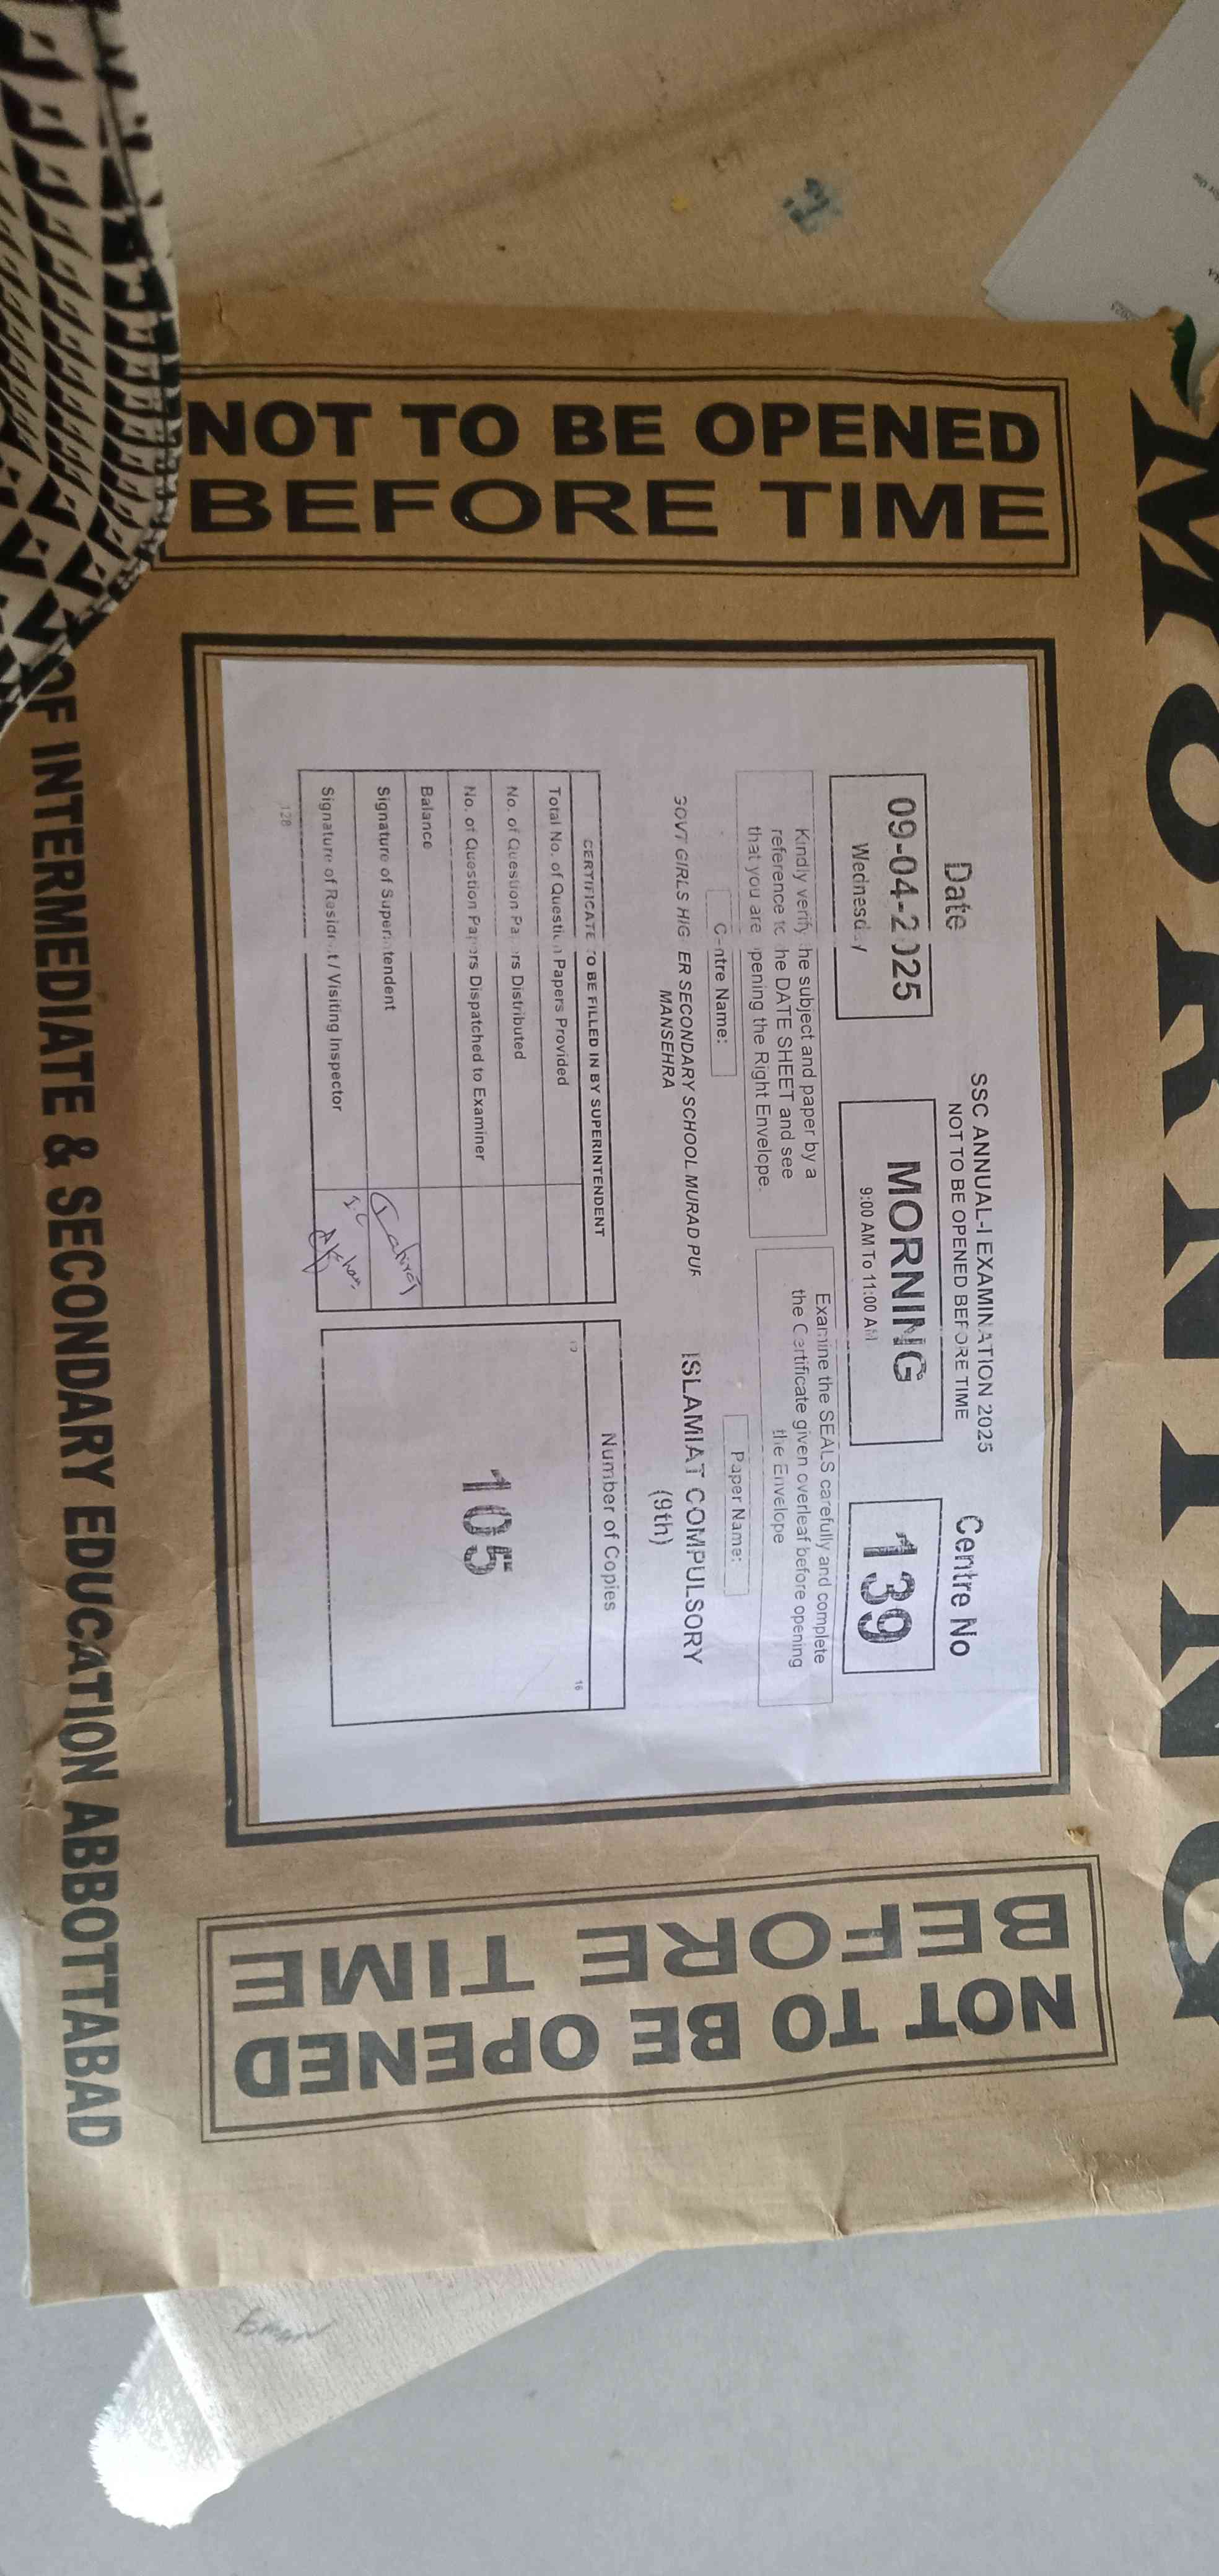 MORNING
NOT TO BE OPENED
BEFORE TIME
SSC ANNUAL-I EXAMINATION 2025
NOT TO BE OPENED BEFORE TIME
Date
09-04-2025
Wednesday
MORNING
9:00 AM To 11:00 AM
Centre No
139
Kindly verify the subject and paper by a
reference to the DATE SHEET and see
that you are opening the Right Envelope.
Examine the SEALS carefully and complete
the Certificate given overleaf before opening
the Envelope
Centre Name:
GOVT GIRLS HIGHER SECONDARY SCHOOL MURAD PUR
MANSEHRA
Paper Name:
ISLAMIAT COMPULSORY
(9th)
CERTIFICATE TO BE FILLED IN BY SUPERINTENDENT
Total No. of Question Papers Provided
No. of Question Papers Distributed
No. of Question Papers Dispatched to Examiner
Balance
Signature of Superintendent
Signature of Resident / Visiting Inspector
Number of Copies
16
105
128
NOT TO BE OPENED
BEFORE TIME
OF INTERMEDIATE & SECONDARY EDUCATION ABBOTTABAD